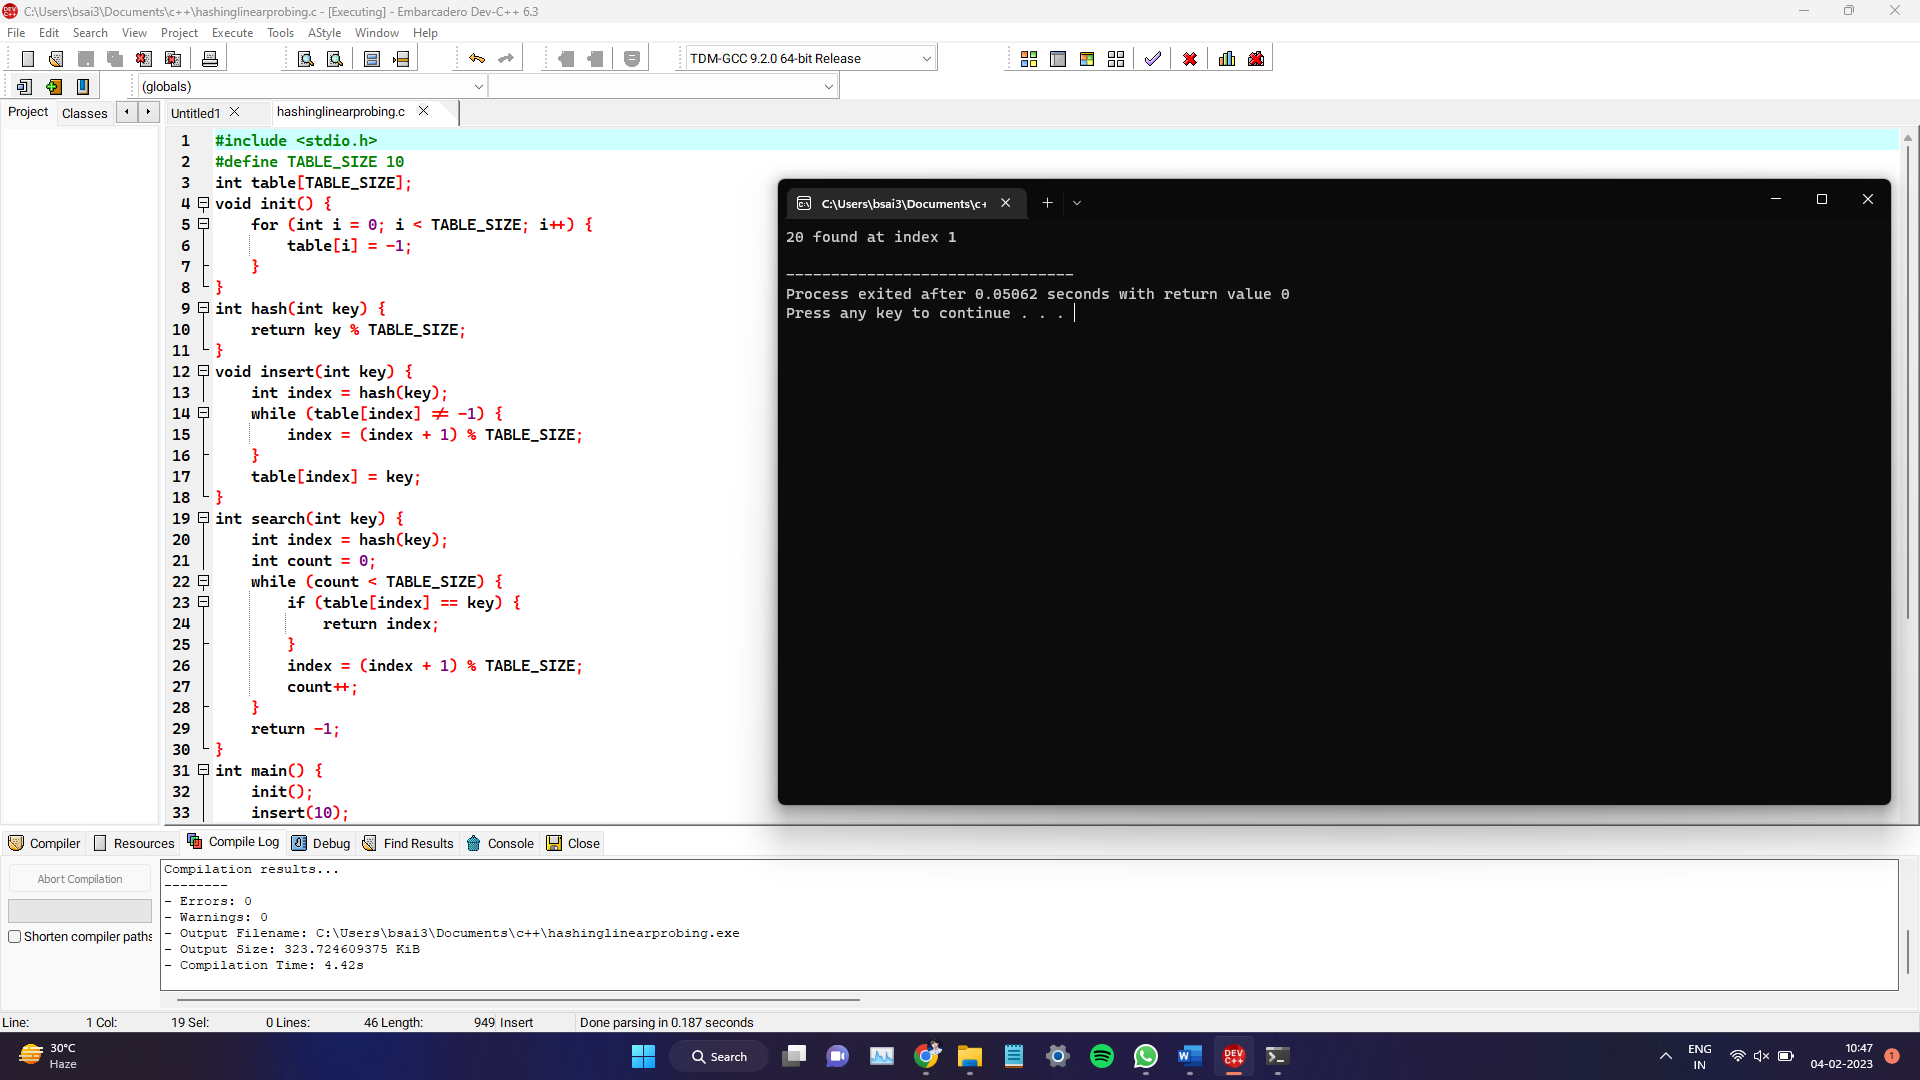 C:\Users\bsai3\Documents\c++\hashinglinearprobing.c - [Executing] - Embarcadero Dev-C++ 6.3
File Edit Search View Project Execute Tools AStyle Window Help
TDM-GCC 9.2.0 64-bit Release
(globals)
Project Classes Untitled1 hashinglinearprobing.c
1 #include <stdio.h>
2 #define TABLE_SIZE 10
3 int table[TABLE_SIZE];
4 void init() {
5 for (int i = 0; i < TABLE_SIZE; i++) {
6 table[i] = -1;
7 }
8 }
9 int hash(int key) {
10 return key % TABLE_SIZE;
11 }
12 void insert(int key) {
13 int index = hash(key);
14 while (table[index] != -1) {
15 index = (index + 1) % TABLE_SIZE;
16 }
17 table[index] = key;
18 }
19 int search(int key) {
20 int index = hash(key);
21 int count = 0;
22 while (count < TABLE_SIZE) {
23 if (table[index] == key) {
24 return index;
25 }
26 index = (index + 1) % TABLE_SIZE;
27 count++;
28 }
29 return -1;
30 }
31 int main() {
32 init();
33 insert(10);
C:\Users\bsai3\Documents\c+
20 found at index 1
--------------------------------
Process exited after 0.05062 seconds with return value 0
Press any key to continue . . .
Compiler Resources Compile Log Debug Find Results Console Close
Abort Compilation
Shorten compiler paths
Compilation results...
--------
- Errors: 0
- Warnings: 0
- Output Filename: C:\Users\bsai3\Documents\c++\hashinglinearprobing.exe
- Output Size: 323.724609375 KiB
- Compilation Time: 4.42s
Line: 1 Col: 19 Sel: 0 Lines: 46 Length: 949 Insert Done parsing in 0.187 seconds
30°C
Haze
Search
DEV C++
ENG
IN
10:47
04-02-2023
1